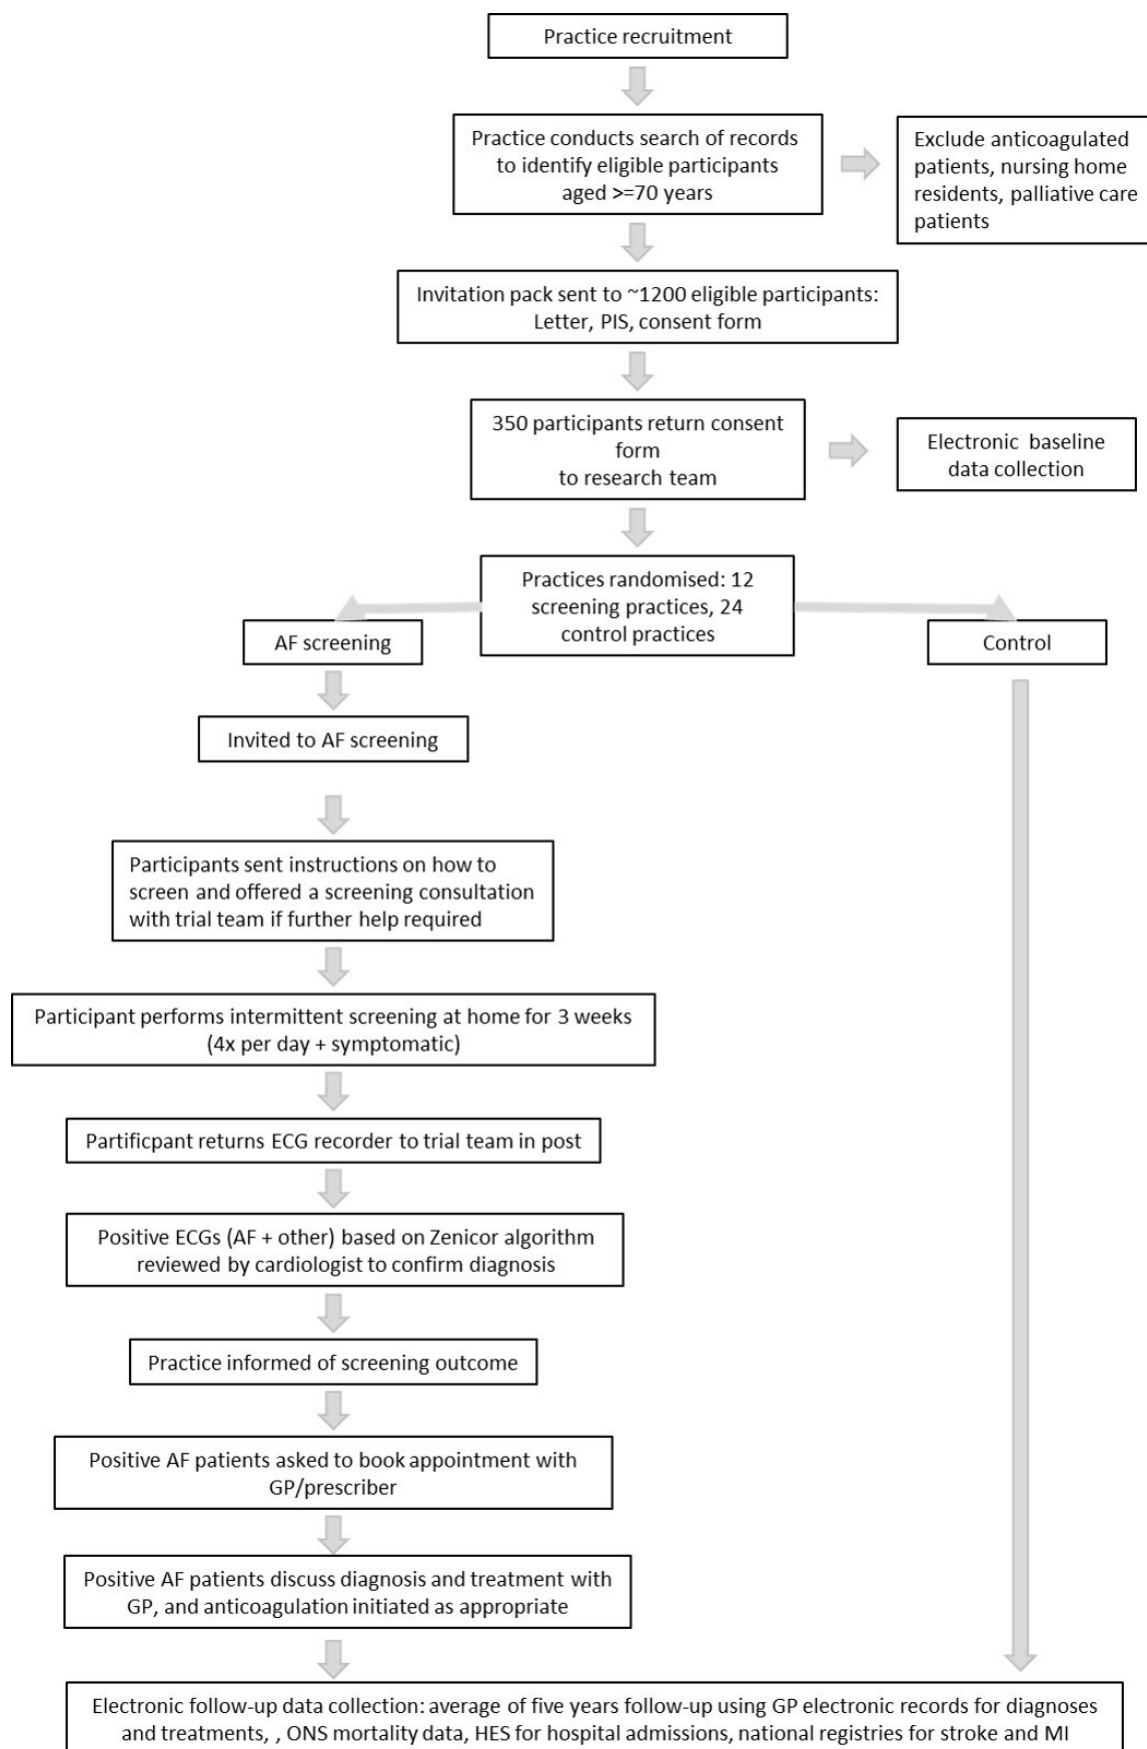 Practice recruitment
Practice conducts search of records
to identify eligible participants
aged >=70 years
Exclude anticoagulated
patients, nursing home
residents, palliative care
patients
Invitation pack sent to ~1200 eligible participants:
Letter, PIS, consent form
350 participants return consent
form
to research team
Electronic baseline
data collection
Practices randomised: 12
screening practices, 24
control practices
AF screening
Control
Invited to AF screening
Participants sent instructions on how to
screen and offered a screening consultation
with trial team if further help required
Participant performs intermittent screening at home for 3 weeks
(4x per day + symptomatic)
Partificpant returns ECG recorder to trial team in post
Positive ECGs (AF + other) based on Zenicor algorithm
reviewed by cardiologist to confirm diagnosis
Practice informed of screening outcome
Positive AF patients asked to book appointment with
GP/prescriber
Positive AF patients discuss diagnosis and treatment with
GP, and anticoagulation initiated as appropriate
Electronic follow-up data collection: average of five years follow-up using GP electronic records for diagnoses
and treatments, , ONS mortality data, HES for hospital admissions, national registries for stroke and MI